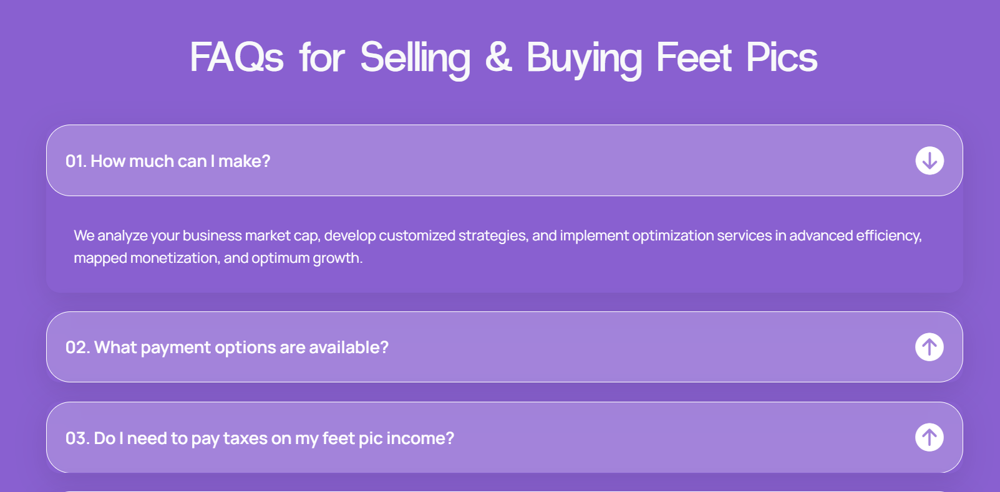 FAQs for Selling & Buying Feet Pics
01. How much can I make?
We analyze your business market cap, develop customized strategies, and implement optimization services in advanced efficiency,
mapped monetization, and optimum growth.
02. What payment options are available?
03. Do I need to pay taxes on my feet pic income?